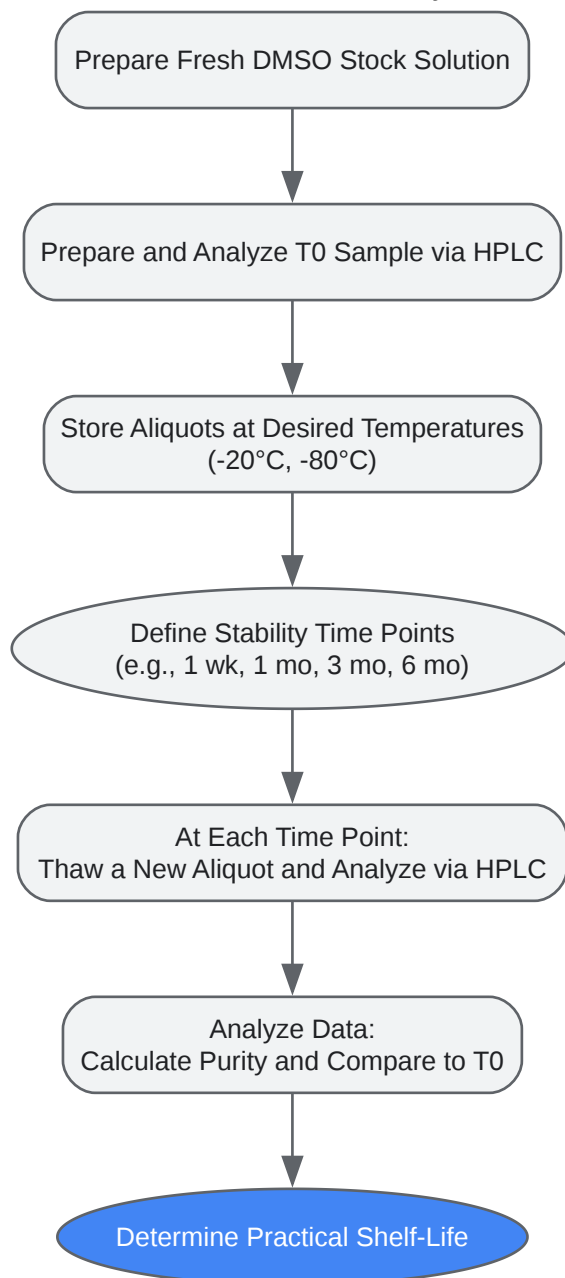 Prepare Fresh DMSO Stock Solution
Prepare and Analyze T0 Sample via HPLC
Store Aliquots at Desired Temperatures
(-20°C, -80°C)
Define Stability Time Points
(e.g., 1 wk, 1 mo, 3 mo, 6 mo)
At Each Time Point:
Thaw a New Aliquot and Analyze via HPLC
Analyze Data:
Calculate Purity and Compare to T0
Determine Practical Shelf-Life